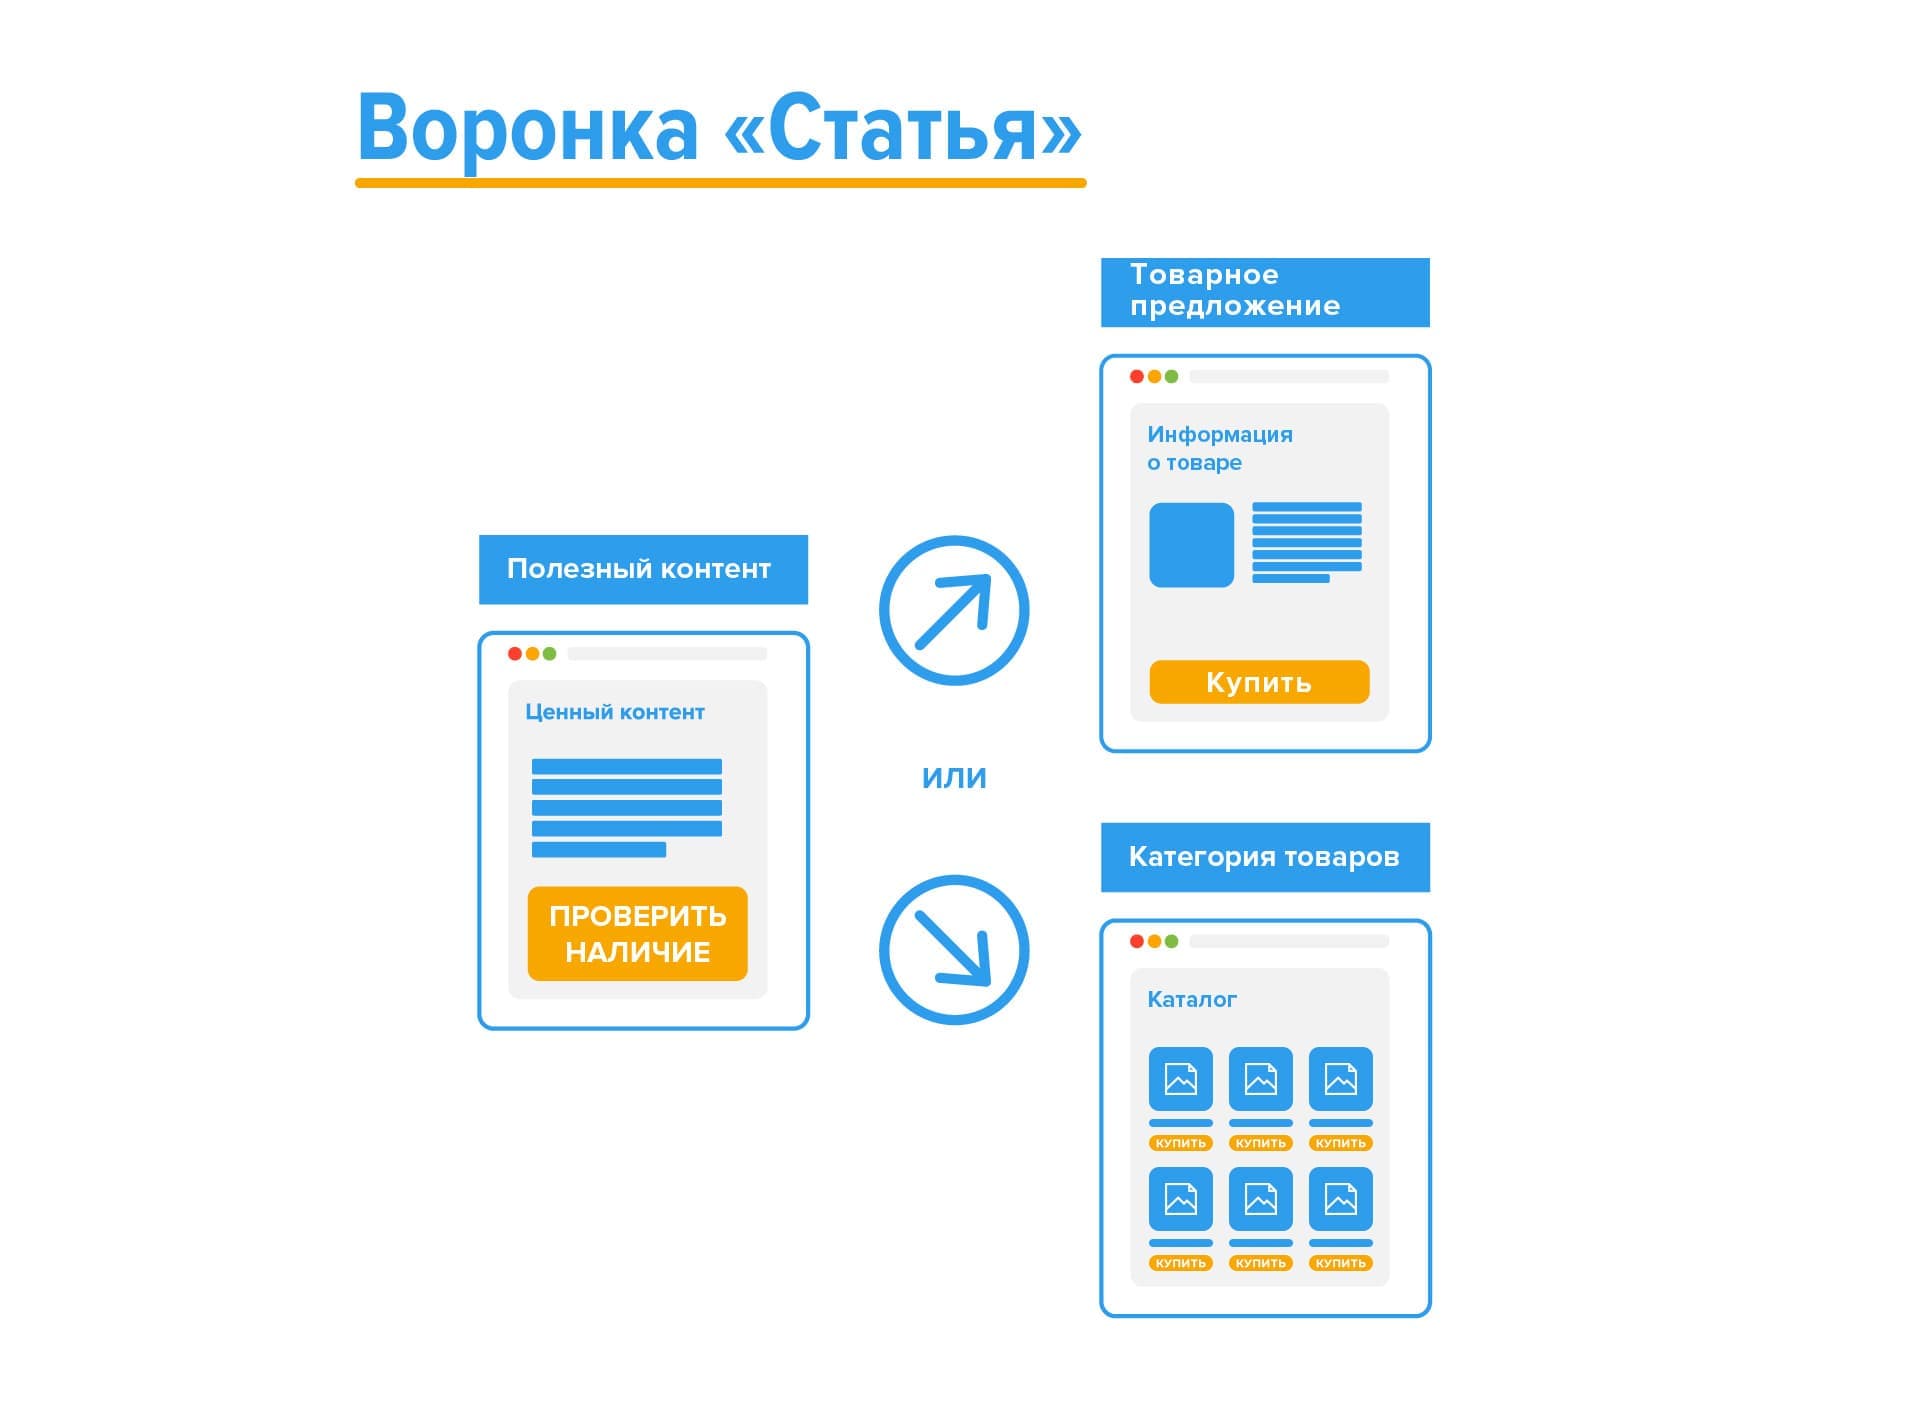 Воронка «Статья»
Полезный контент
Ценный контент
ПРОВЕРИТЬ
НАЛИЧИЕ
ИЛИ
Товарное
предложение
Информация
о товаре
Купить
Категория товаров
Каталог
КУПИТЬ КУПИТЬ КУПИТЬ
КУПИТЬ КУПИТЬ КУПИТЬ